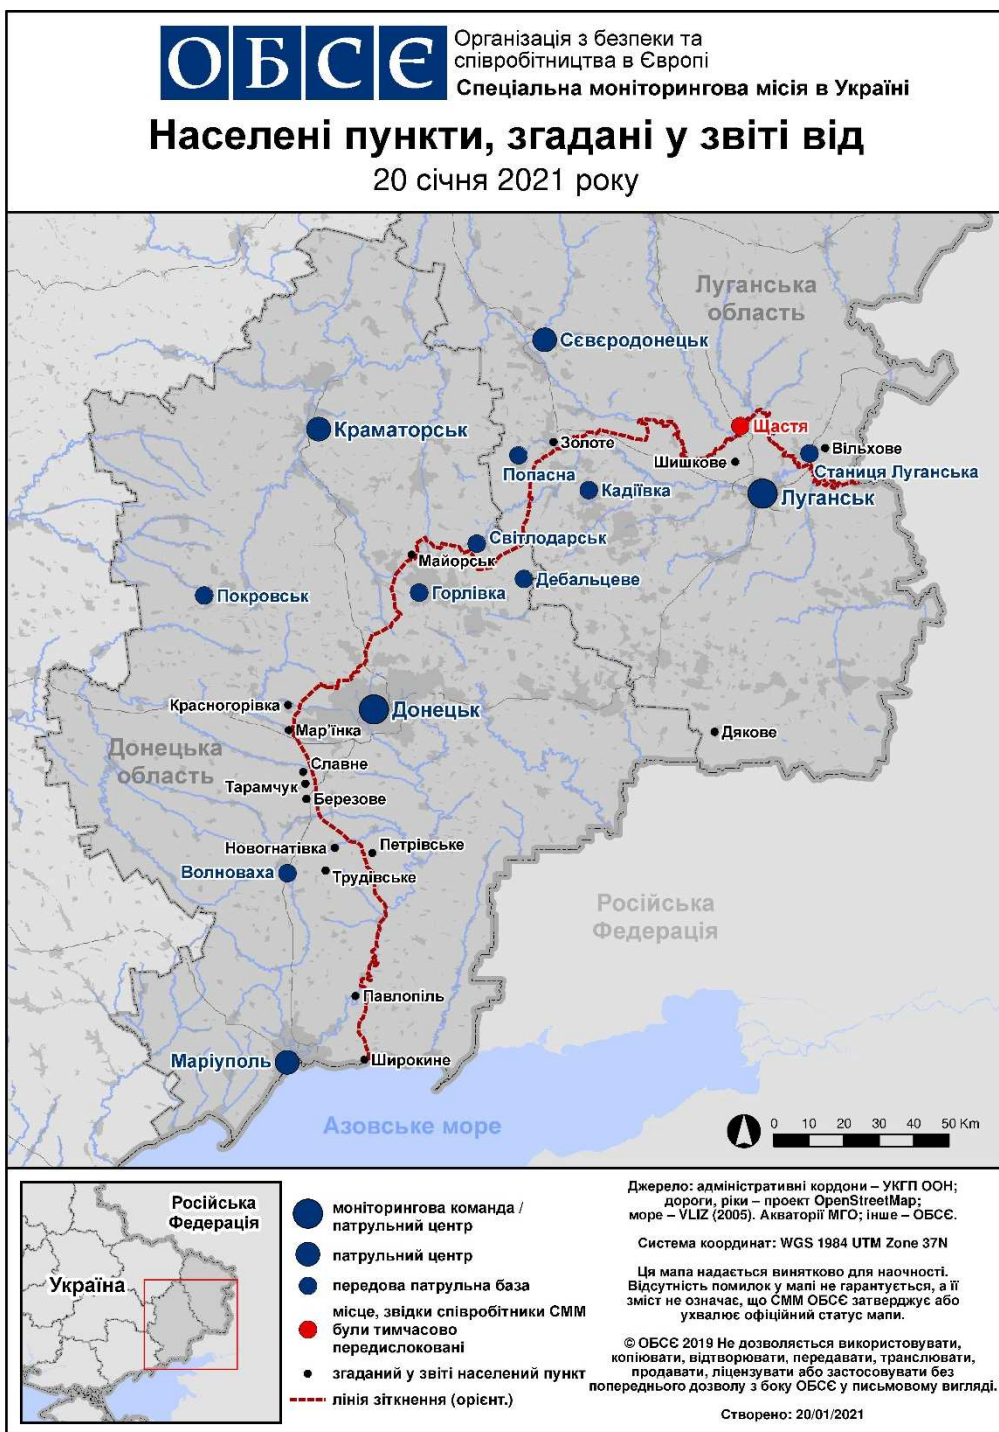 ОБСЄ
Організація з безпеки та
співробітництва в Європі
Спеціальна моніторингова місія в Україні
Населені пункти, згадані у звіті від
20 січня 2021 року
Луганська
область
Сєвєродонецьк
Краматорськ
Щастя
Золоте
Вільхове
Шишкове
Станиця Луганська
Попасна
Кадіївка
Луганськ
Світлодарськ
Майорськ
Дебальцеве
Горлівка
Покровськ
Красногорівка
Донецьк
Мар'їнка
Дякове
Донецька
область
Славне
Тарамчук
Березове
Новогнатівка
Петрівське
Волноваха
Трудівське
Російська
Федерація
Павлопіль
Маріуполь
Широкине
Азовське море
0 10 20 30 40 50 Km
Російська
Федерація
Україна
моніторингова команда /
патрульний центр
патрульний центр
передова патрульна база
місце, звідки співробітники СММ
були тимчасово
передислоковані
згаданий у звіті населений пункт
лінія зіткнення (орієнт.)
Джерело: адміністративні кордони – УКГП ООН;
дороги, ріки – проект OpenStreetMap;
море – VLIZ (2005). Акваторії МГО; інше – ОБСЄ.
Система координат: WGS 1984 UTM Zone 37N
Ця мапа надається винятково для наочності.
Відсутність помилок у мапі не гарантується, а її
зміст не означає, що СММ ОБСЄ затверджує або
ухвалює офіційний статус мапи.
© ОБСЄ 2019 Не дозволяється використовувати,
копіювати, відтворювати, передавати, транслювати,
продавати, ліцензувати або застосовувати без
попереднього дозволу з боку ОБСЄ у письмовому вигляді.
Створено: 20/01/2021